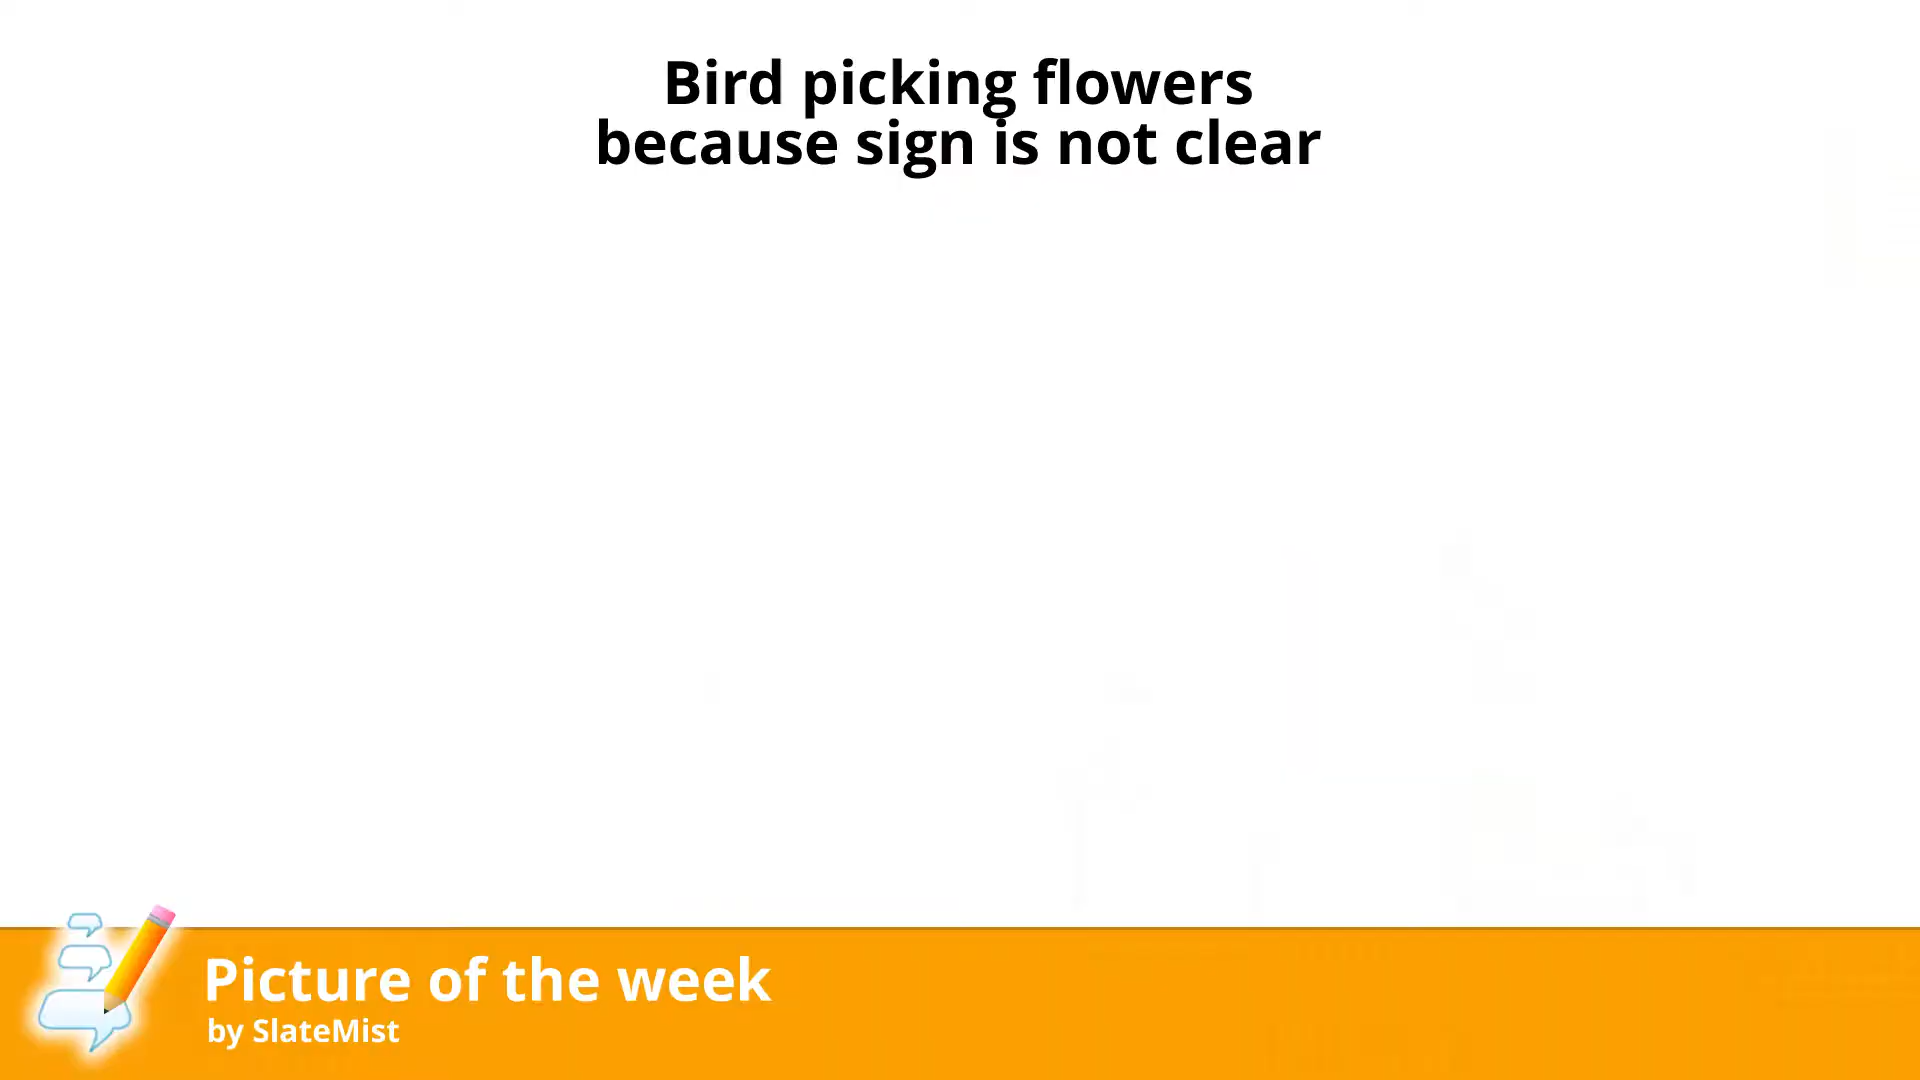 Bird picking flowers
because sign is not clear
Picture of the week
by SlateMist